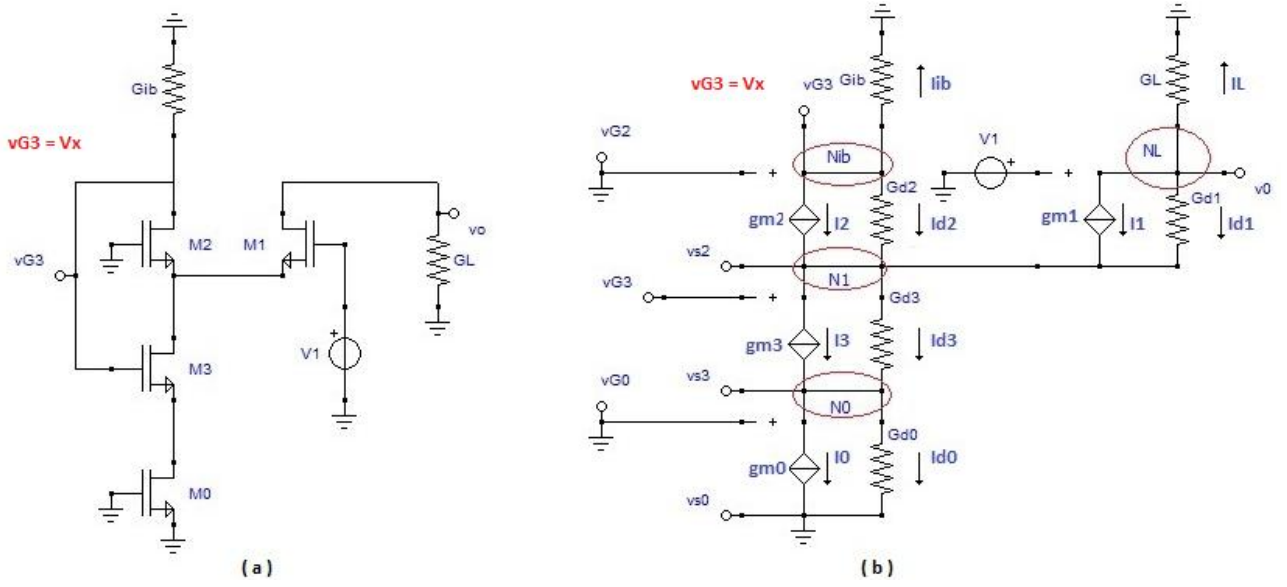 Gib
vG3 = Vx
M2
M1
vo
GL
vG3
V1
M3
M0
( a )
vG3 = Vx
vG3
Gib
Iib
GL
IL
vG2
V1
Nib
NL
v0
Gd2
Gd1
gm2
I2
Id2
gm1
I1
Id1
vs2
N1
vG3
Gd3
gm3
I3
Id3
vs3
vG0
N0
Gd0
gm0
I0
Id0
vs0
( b )